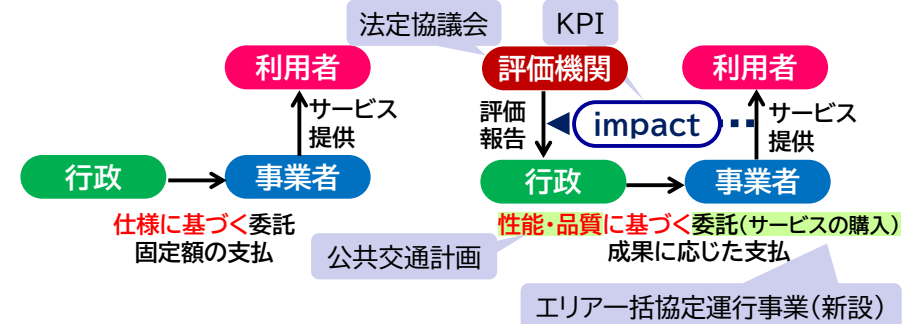 法定協議会
KPI
利用者
サービス
提供
行政
事業者
仕様に基づく委託
固定額の支払
評価機関
利用者
評価
報告
impact
サービス
提供
行政
事業者
性能・品質に基づく委託(サービスの購入)
成果に応じた支払
公共交通計画
エリア一括協定運行事業(新設)